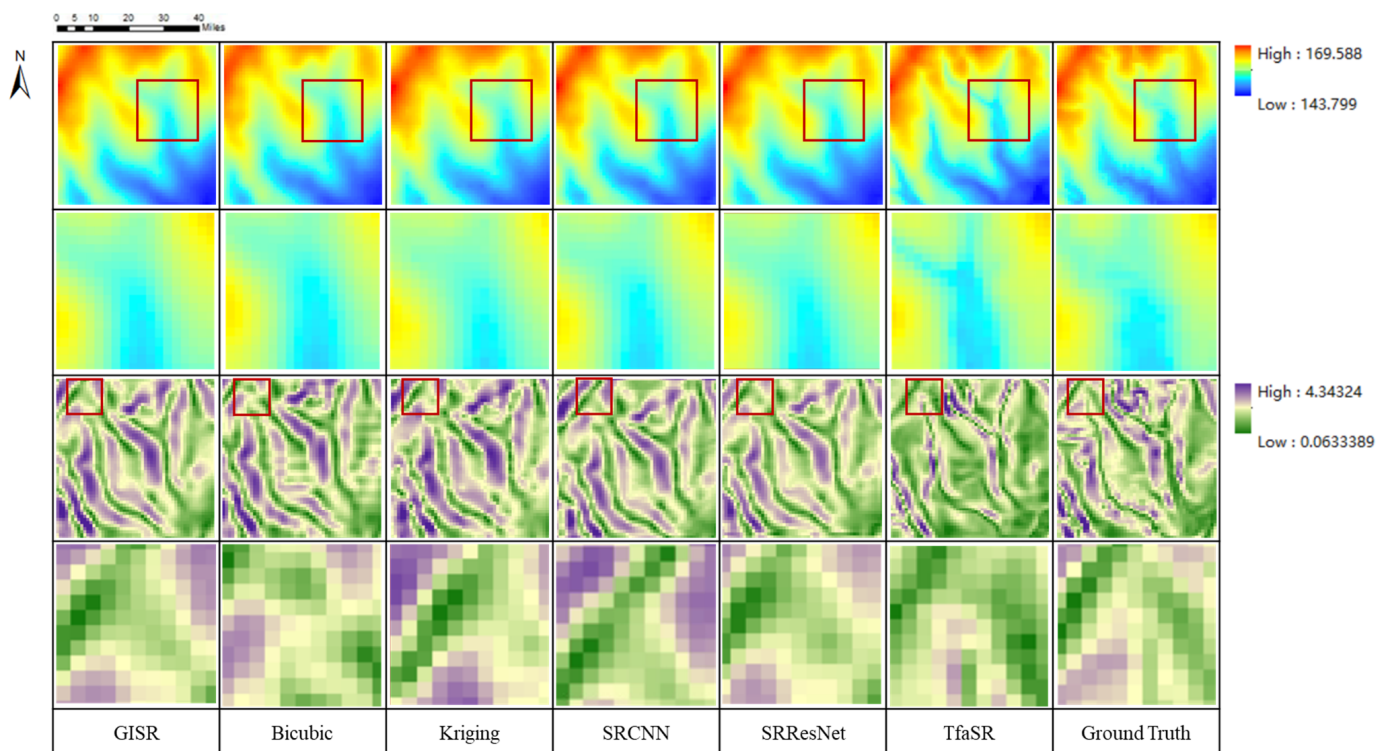 0 5 10 20 30 40
Miles
N
High : 169.588
Low : 143.799
High : 4.34324
Low : 0.0633389
GISR Bicubic Kriging SRCNN SRResNet TfaSR Ground Truth